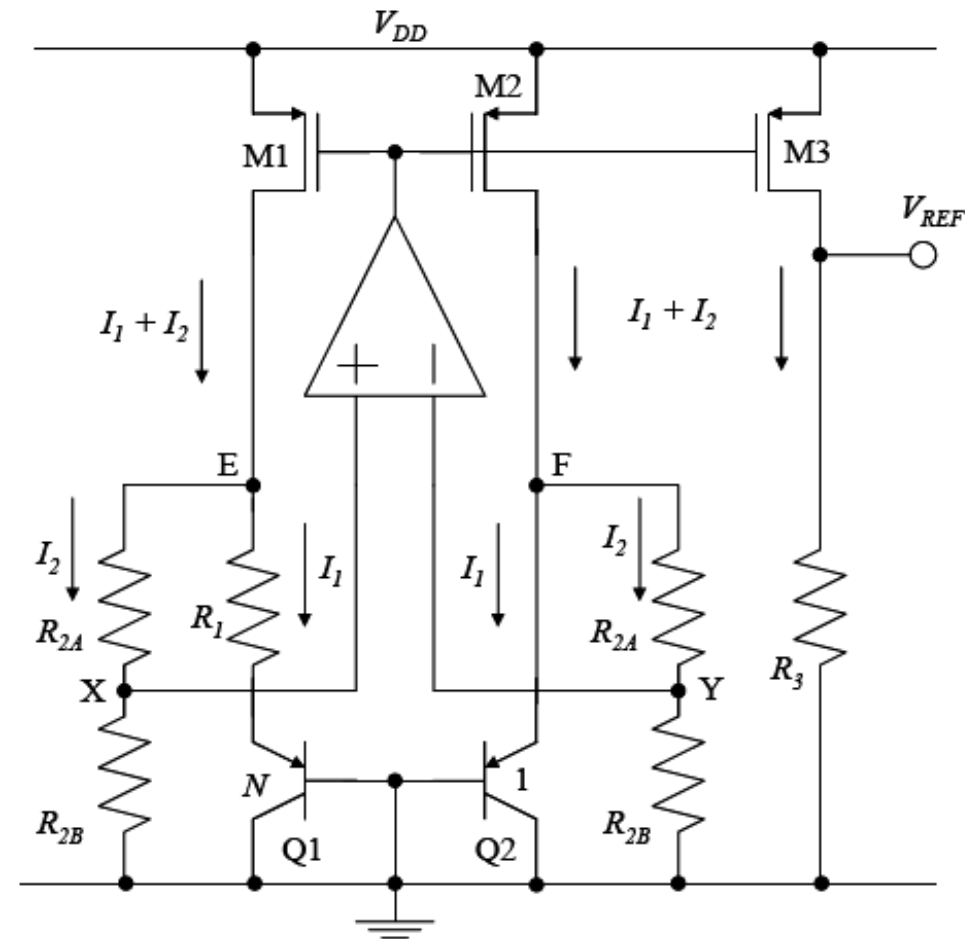 V_DD
M2
M1
M3
V_REF
I_1 + I_2
I_1 + I_2
+
−
E
F
I_2
I_1
I_1
I_2
R_2A
R_1
R_2A
R_3
X
Y
N
1
R_2B
Q1
Q2
R_2B